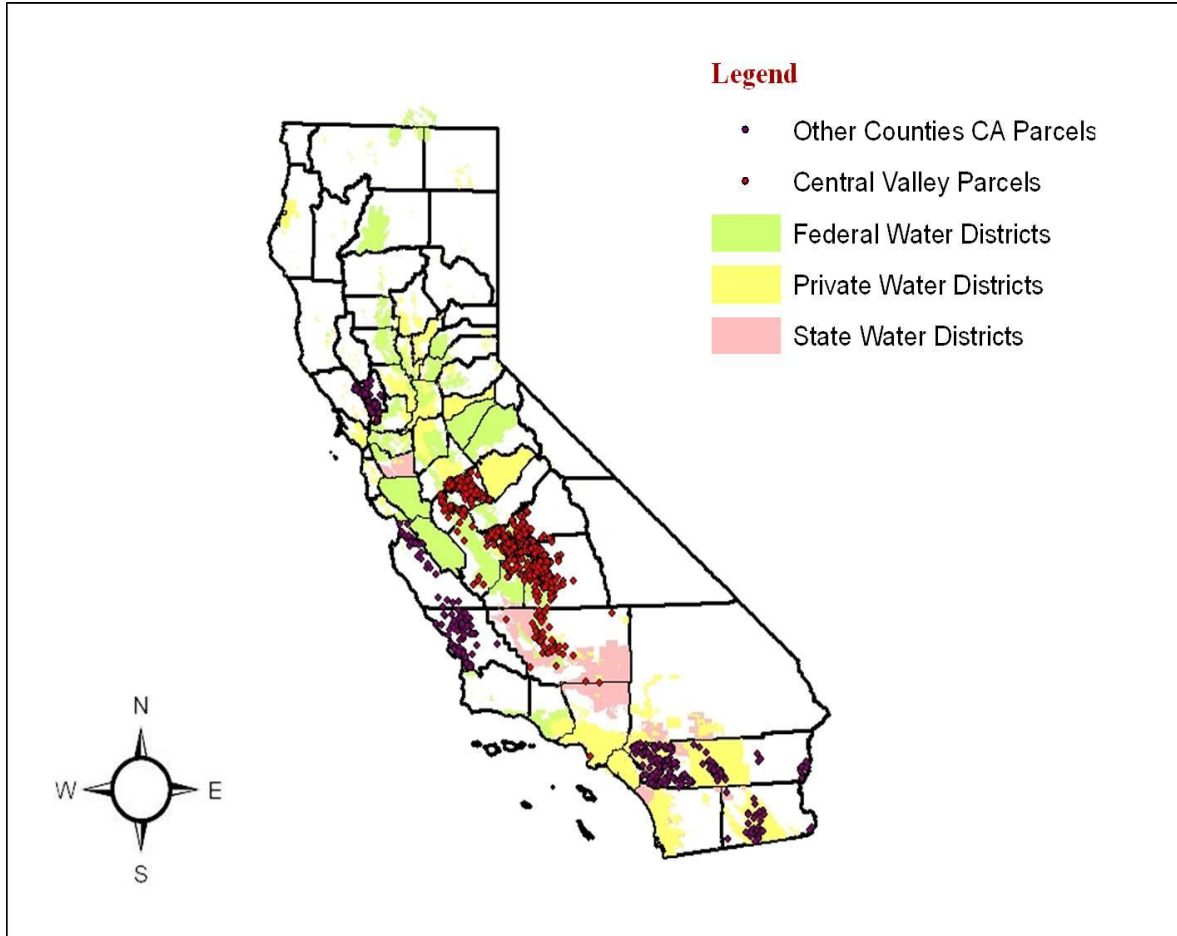 Legend
Other Counties CA Parcels
Central Valley Parcels
Federal Water Districts
Private Water Districts
State Water Districts
N
W E
S